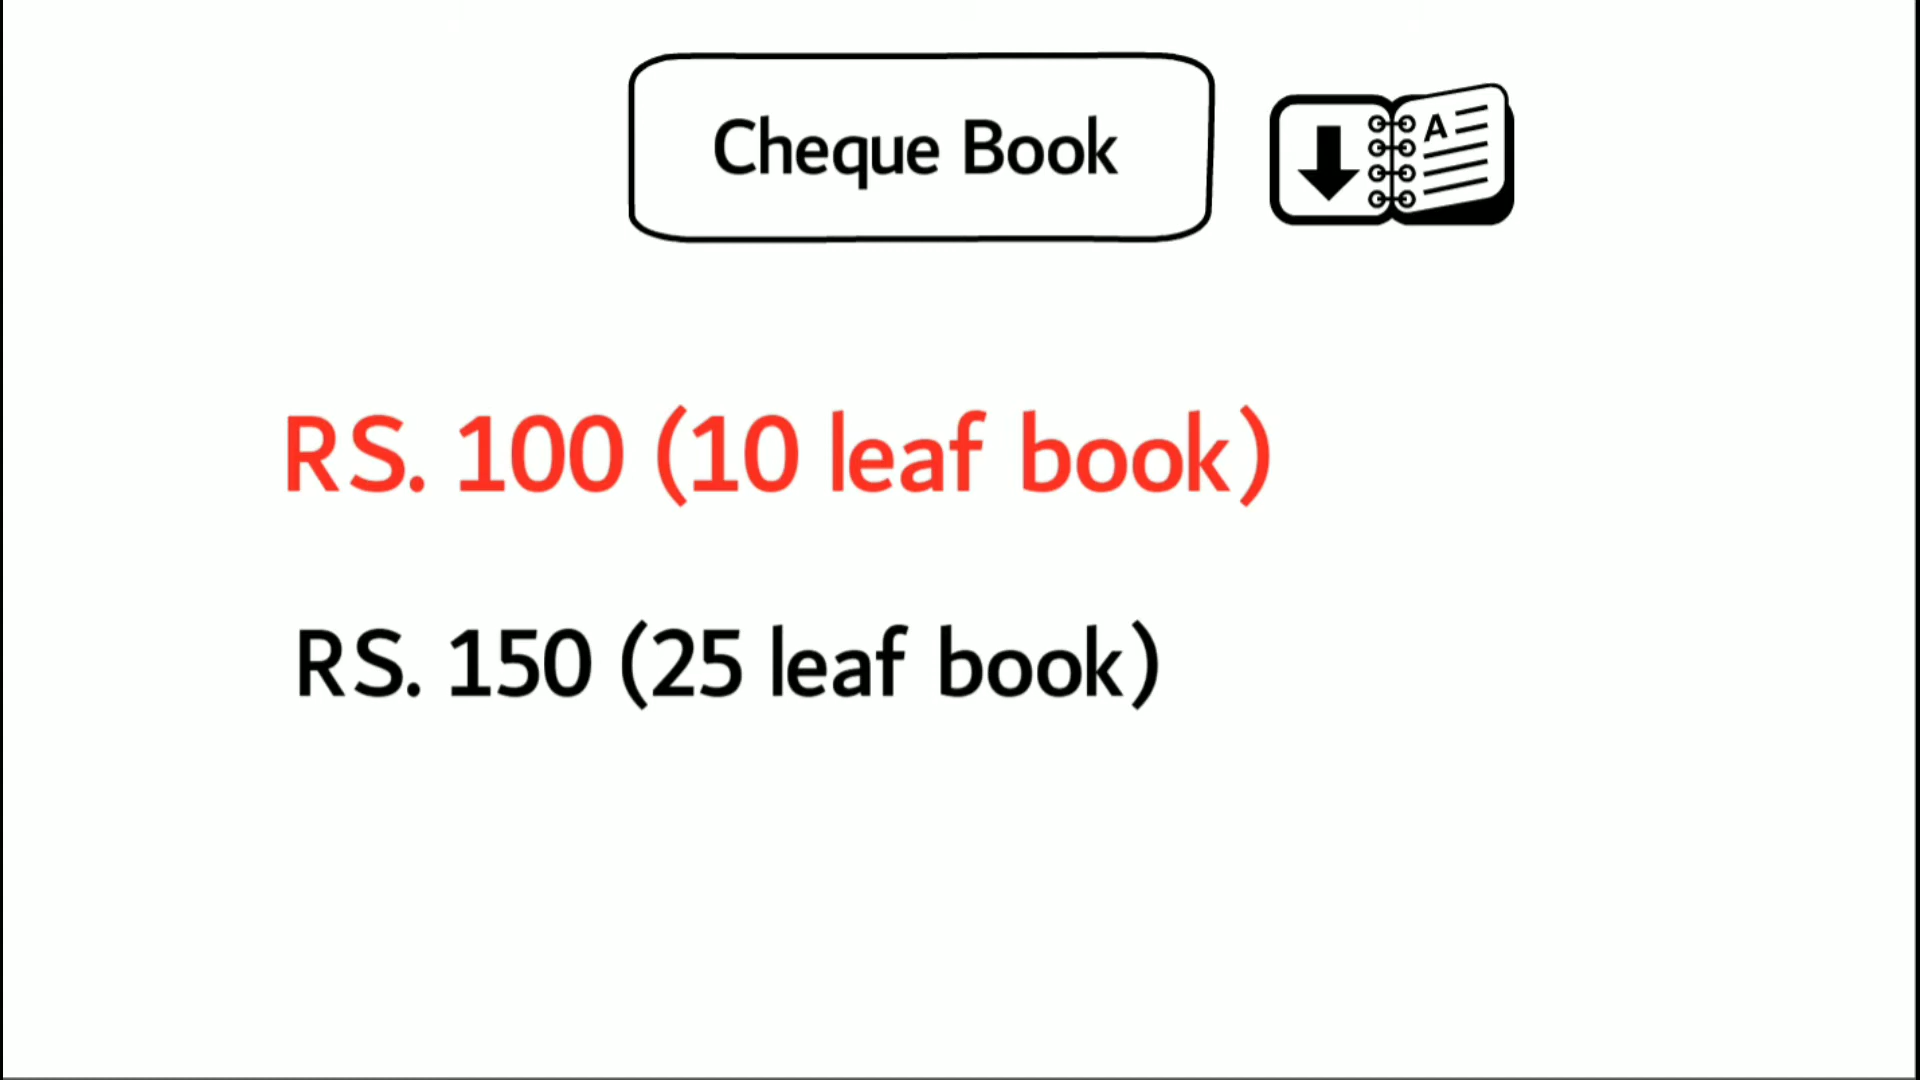 Cheque Book
A
RS. 100 (10 leaf book)
RS. 150 (25 leaf book)